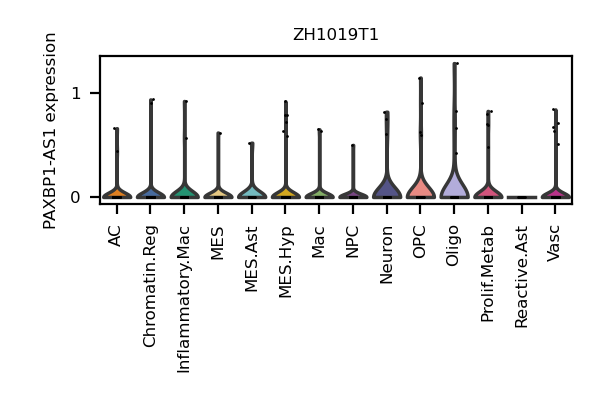 ZH1019T1
PAXBP1-AS1 expression
1
0
AC
Chromatin.Reg
Inflammatory.Mac
MES
MES.Ast
MES.Hyp
Mac
NPC
Neuron
OPC
Oligo
Prolif.Metab
Reactive.Ast
Vasc